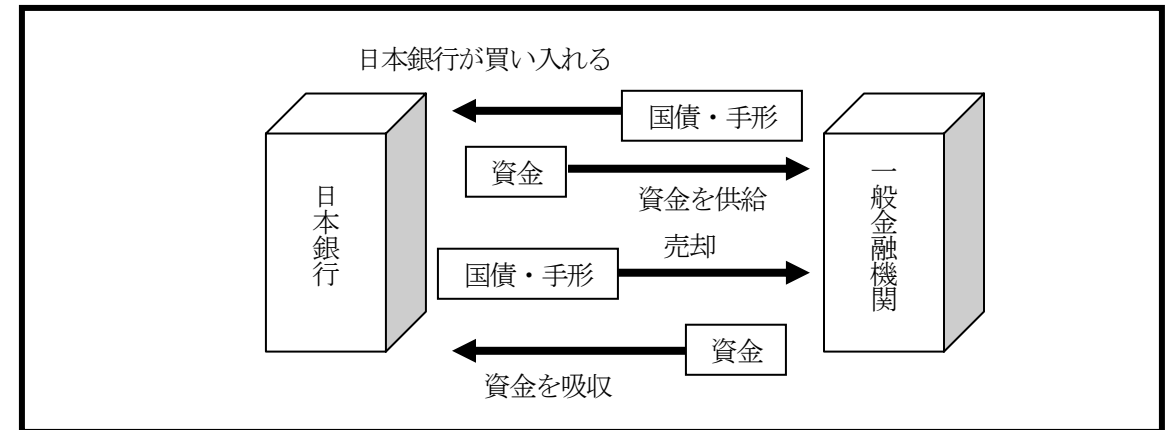 日本銀行が買い入れる
国債・手形
資金
資金を供給
日本銀行
一般金融機関
売却
国債・手形
資金
資金を吸収